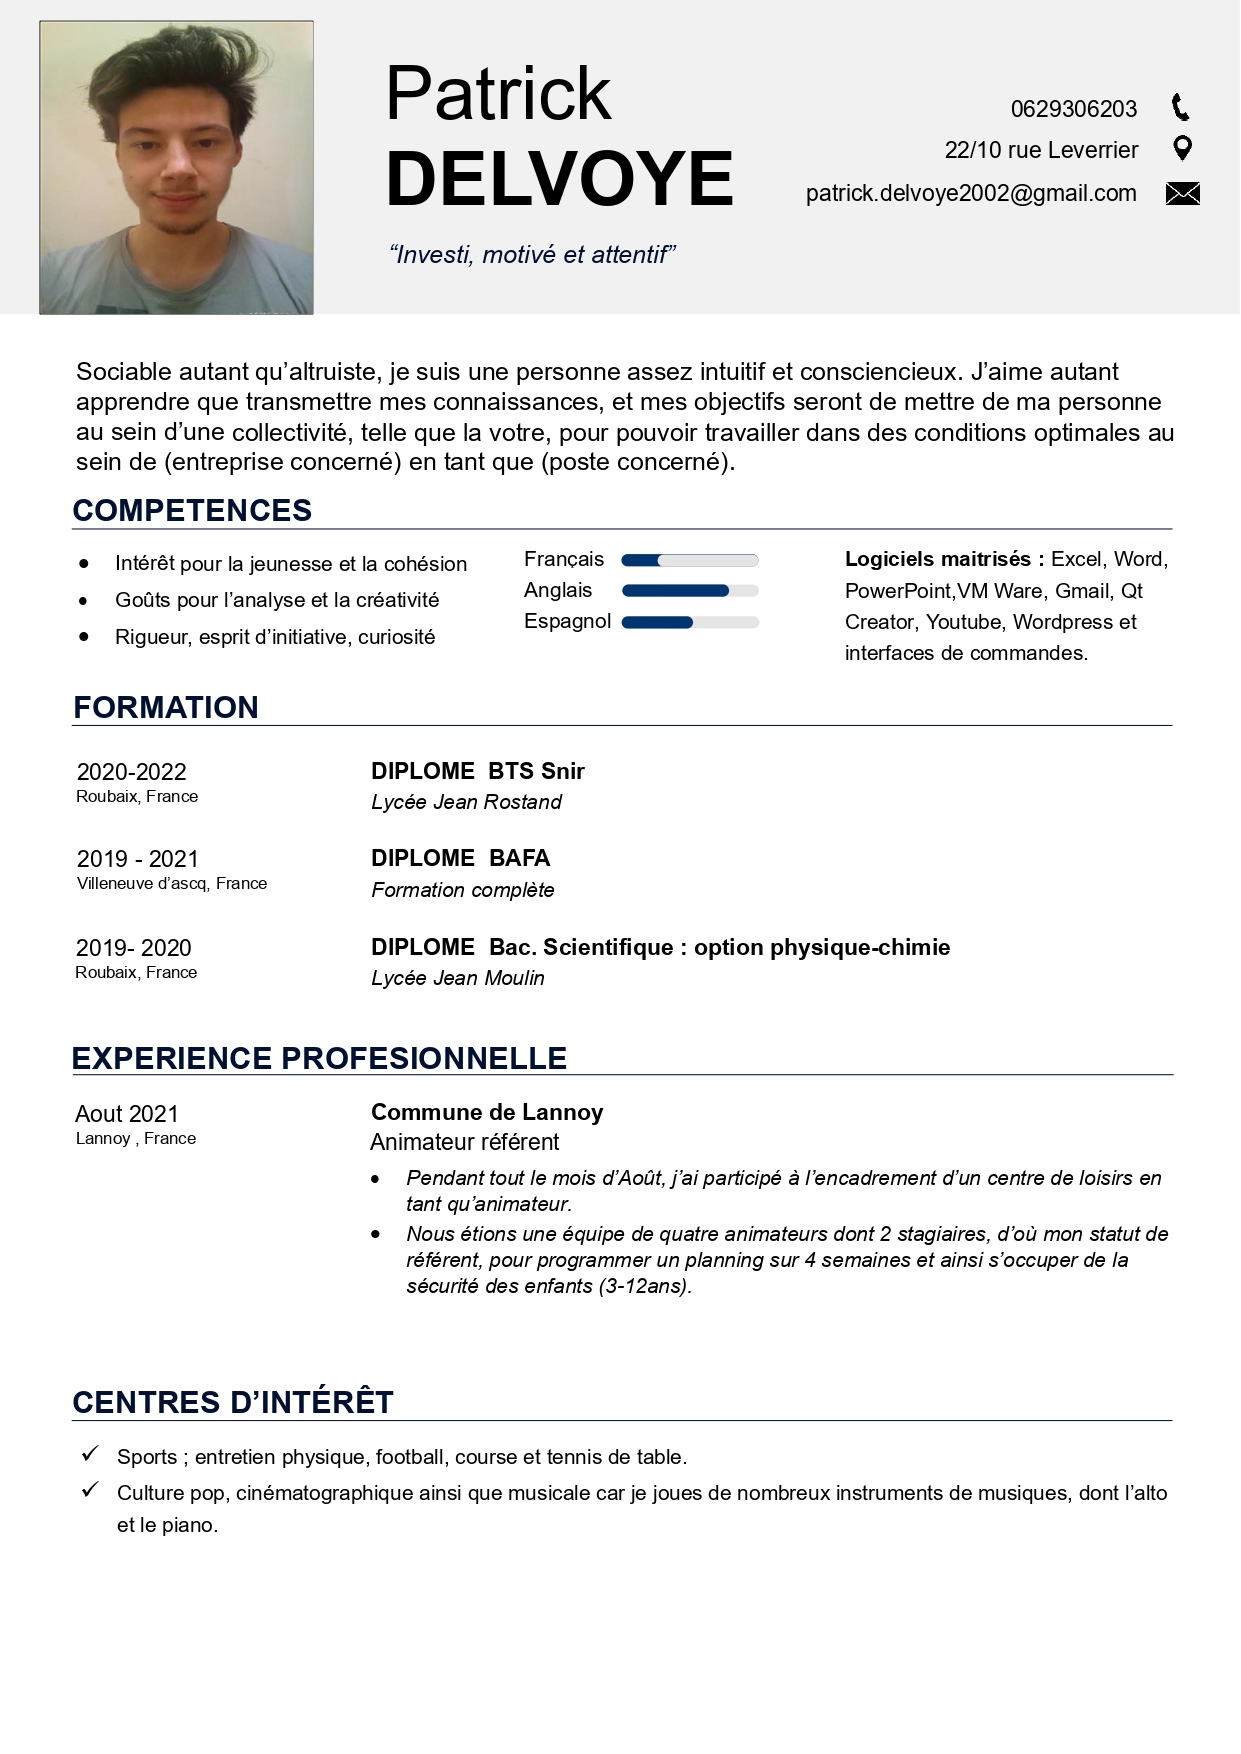 Patrick
DELVOYE
“Investi, motivé et attentif”
0629306203
22/10 rue Leverrier
patrick.delvoye2002@gmail.com
Sociable autant qu’altruiste, je suis une personne assez intuitif et consciencieux. J’aime autant
apprendre que transmettre mes connaissances, et mes objectifs seront de mettre de ma personne
au sein d’une collectivité, telle que la votre, pour pouvoir travailler dans des conditions optimales au
sein de (entreprise concerné) en tant que (poste concerné).
COMPETENCES
● Intérêt pour la jeunesse et la cohésion
● Goûts pour l’analyse et la créativité
● Rigueur, esprit d’initiative, curiosité
Français
Anglais
Espagnol
Logiciels maitrisés : Excel, Word,
PowerPoint,VM Ware, Gmail, Qt
Creator, Youtube, Wordpress et
interfaces de commandes.
FORMATION
2020-2022
Roubaix, France
DIPLOME BTS Snir
Lycée Jean Rostand
2019 - 2021
Villeneuve d’ascq, France
DIPLOME BAFA
Formation complète
2019- 2020
Roubaix, France
DIPLOME Bac. Scientifique : option physique-chimie
Lycée Jean Moulin
EXPERIENCE PROFESIONNELLE
Aout 2021
Lannoy , France
Commune de Lannoy
Animateur référent
● Pendant tout le mois d’Août, j’ai participé à l’encadrement d’un centre de loisirs en
tant qu’animateur.
● Nous étions une équipe de quatre animateurs dont 2 stagiaires, d’où mon statut de
référent, pour programmer un planning sur 4 semaines et ainsi s’occuper de la
sécurité des enfants (3-12ans).
CENTRES D’INTÉRÊT
✓ Sports ; entretien physique, football, course et tennis de table.
✓ Culture pop, cinématographique ainsi que musicale car je joues de nombreux instruments de musiques, dont l’alto
et le piano.